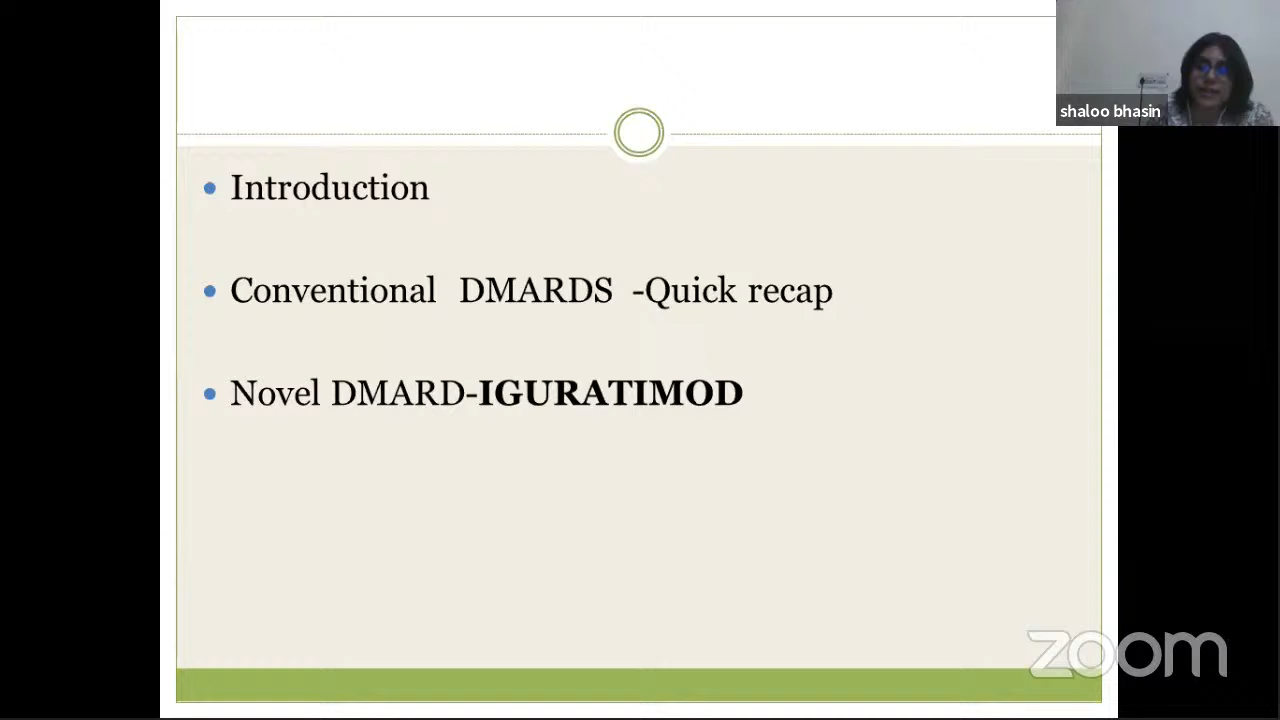 shaloo bhasin
• Introduction
• Conventional DMARDS -Quick recap
• Novel DMARD-IGURATIMOD
zoom